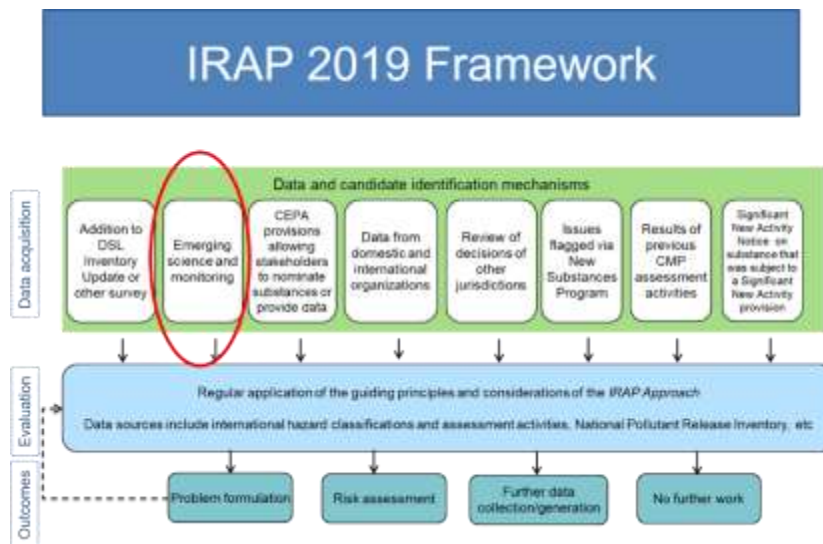 IRAP 2019 Framework
Data acquisition
Data and candidate identification mechanisms
Addition to
DSL
Inventory
Update or
other survey
Emerging
science and
monitoring
CEPA
provisions
allowing
stakeholders
to nominate
substances or
provide data
Data from
domestic and
international
organizations
Review of
decisions of
other
jurisdictions
Issues
flagged via
New
Substances
Program
Results of
previous CMP
assessment
activities
Significant
New Activity
Notice on
substance that
was subject to
a Significant
New Activity
provision
Evaluation
Regular application of the guiding principles and considerations of the IRAP Approach
Data sources include international hazard classifications and assessment activities, National Pollutant Release Inventory, etc
Outcomes
Problem formulation
Risk assessment
Further data
collection/generation
No further work